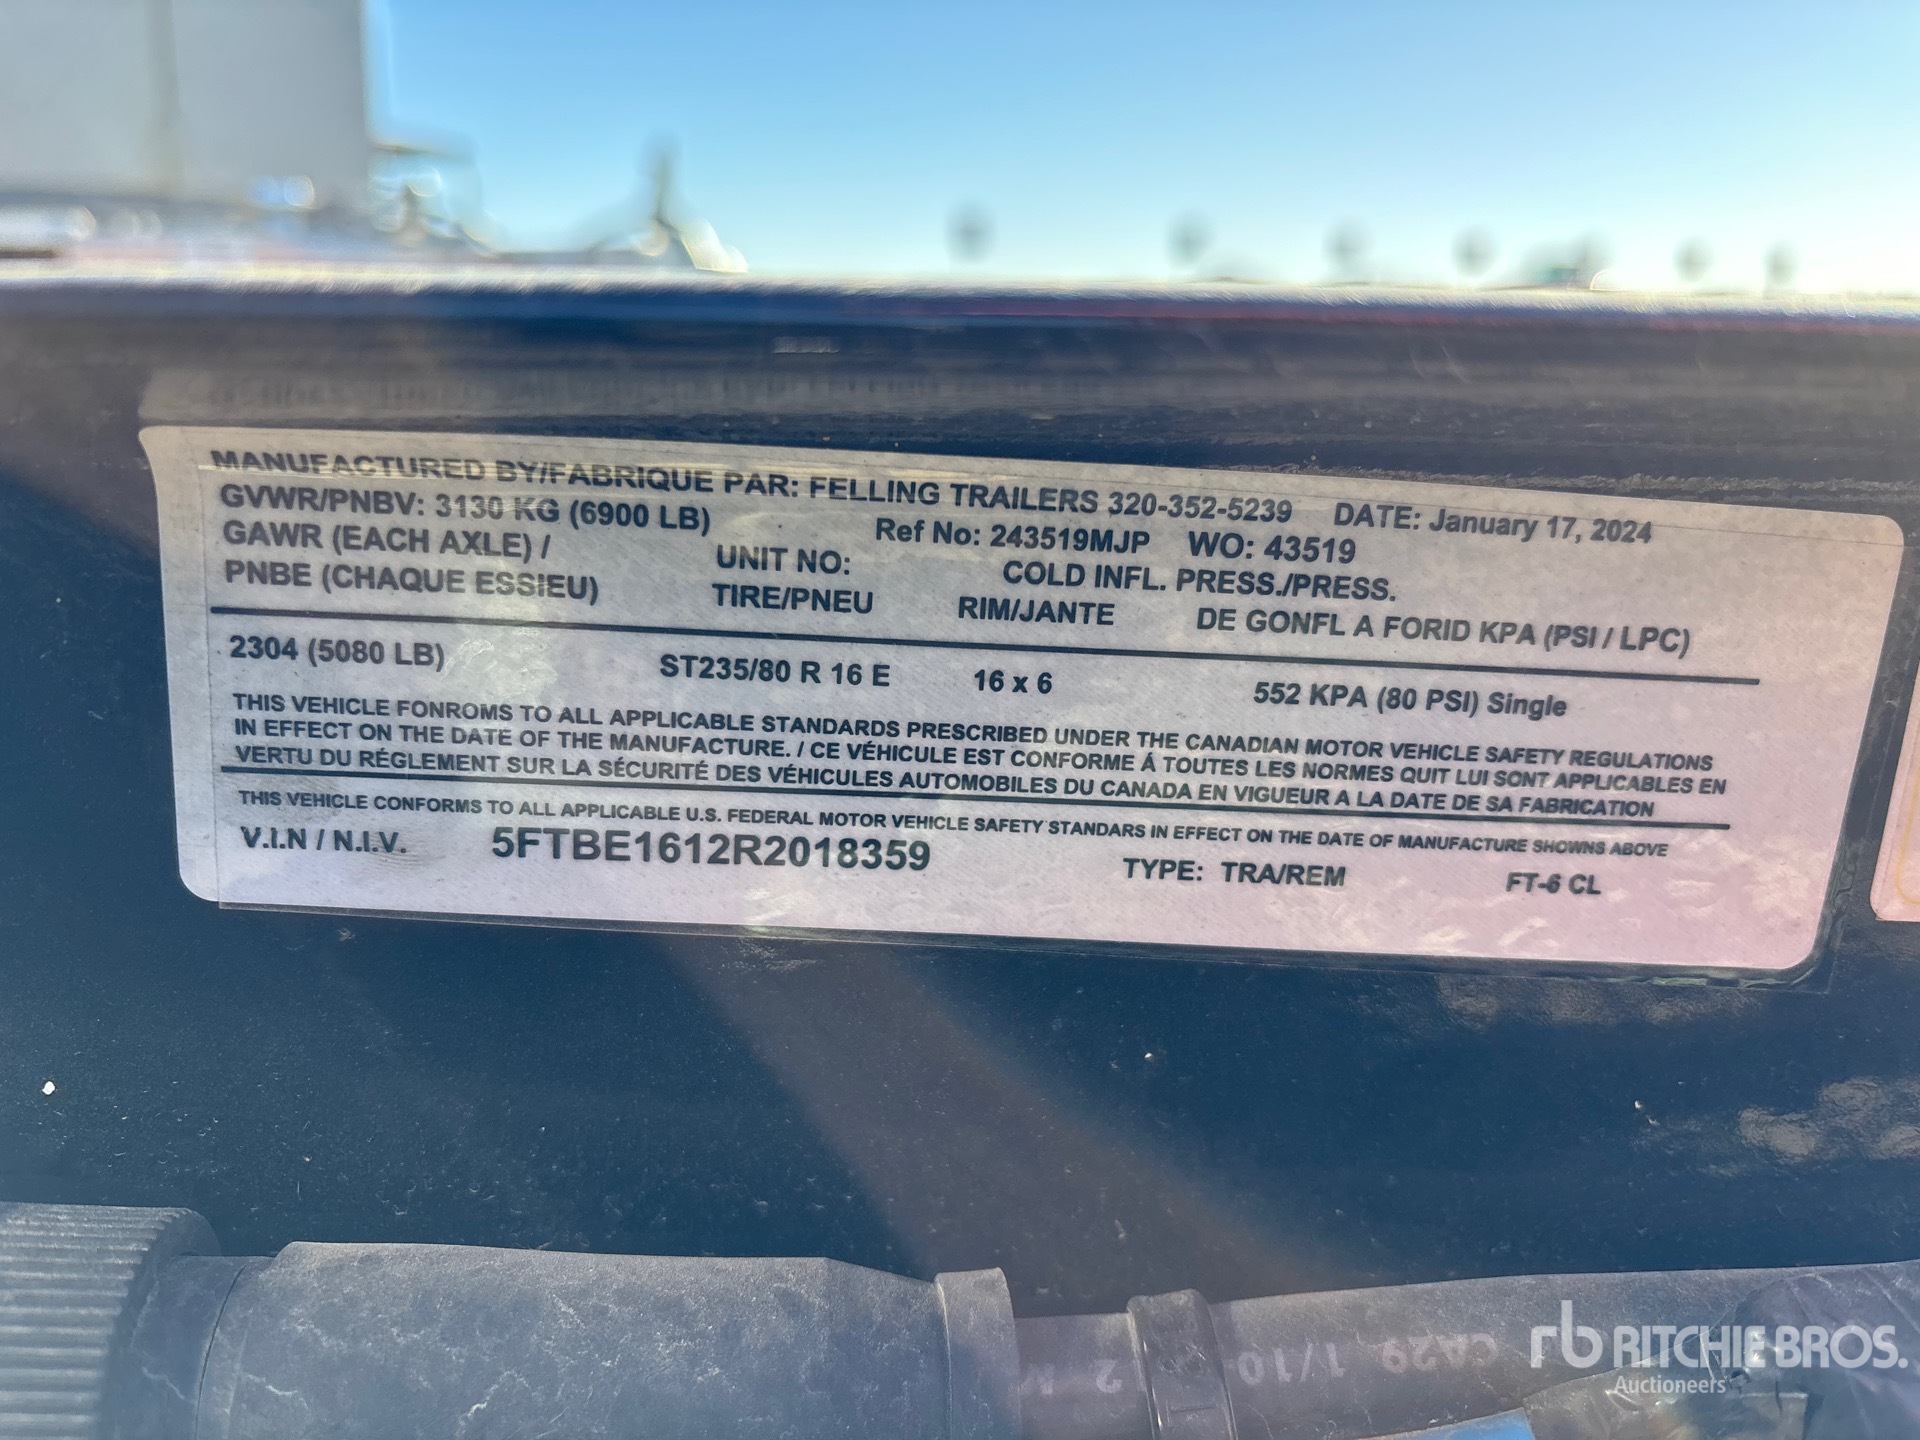 MANUFACTURED BY/FABRIQUE PAR: FELLING TRAILERS 320-352-5239 DATE: January 17, 2024
GVWR/PNBV: 3130 KG (6900 LB) Ref No: 243519MJP WO: 43519
GAWR (EACH AXLE) / UNIT NO: COLD INFL. PRESS./PRESS.
PNBE (CHAQUE ESSIEU) TIRE/PNEU RIM/JANTE DE GONFL A FORID KPA (PSI / LPC)
2304 (5080 LB) ST235/80 R 16 E 16 x 6 552 KPA (80 PSI) Single
THIS VEHICLE FONROMS TO ALL APPLICABLE STANDARDS PRESCRIBED UNDER THE CANADIAN MOTOR VEHICLE SAFETY REGULATIONS
IN EFFECT ON THE DATE OF THE MANUFACTURE. / CE VÉHICULE EST CONFORME Á TOUTES LES NORMES QUIT LUI SONT APPLICABLES EN
VERTU DU RÉGLEMENT SUR LA SÉCURITÉ DES VÉHICULES AUTOMOBILES DU CANADA EN VIGUEUR A LA DATE DE SA FABRICATION
THIS VEHICLE CONFORMS TO ALL APPLICABLE U.S. FEDERAL MOTOR VEHICLE SAFETY STANDARS IN EFFECT ON THE DATE OF MANUFACTURE SHOWNS ABOVE
V.I.N / N.I.V. 5FTBE1612R2018359 TYPE: TRA/REM FT-6 CL
CA29 1/10
rb RITCHIE BROS.
Auctioneers